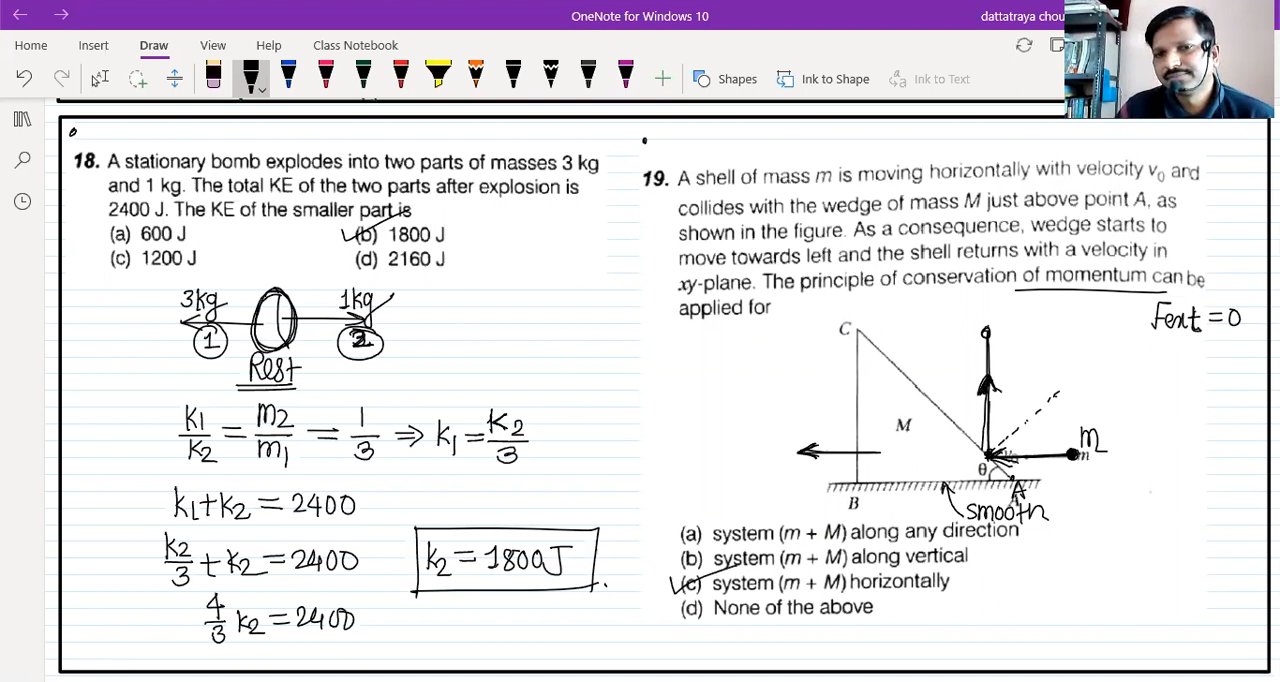 OneNote for Windows 10
dattatraya chou
Home Insert Draw View Help Class Notebook
Shapes Ink to Shape Ink to Text
18. A stationary bomb explodes into two parts of masses 3 kg
and 1 kg. The total KE of the two parts after explosion is
2400 J. The KE of the smaller part is
(a) 600 J (b) 1800 J
(c) 1200 J (d) 2160 J
3kg 1kg
1 2
Rest
K1/K2 = m2/m1 = 1/3 ⇒ K1 = K2/3
K1+K2 = 2400
K2/3 + K2 = 2400
4/3 K2 = 2400
K2 = 1800J
19. A shell of mass m is moving horizontally with velocity v0 and
collides with the wedge of mass M just above point A, as
shown in the figure. As a consequence, wedge starts to
move towards left and the shell returns with a velocity in
xy-plane. The principle of conservation of momentum can be
applied for
Fext = 0
C
M
m
m
θ
A
B
smooth
(a) system (m + M) along any direction
(b) system (m + M) along vertical
(c) system (m + M) horizontally
(d) None of the above